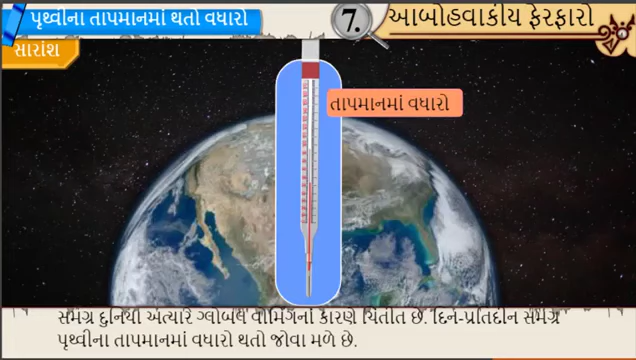 પૃથ્વીના તાપમાનમાં થતો વધારો
7.
આબોહવાકીય ફેરફારો
સારાંશ
તાપમાનમાં વધારો
સમગ્ર દુનિયા અત્યારે ગ્લોબલ વોર્મિંગના કારણે ચિંતીત છે. દિન-પ્રતિદીન સમગ્ર
પૃથ્વીના તાપમાનમાં વધારો થતો જોવા મળે છે.